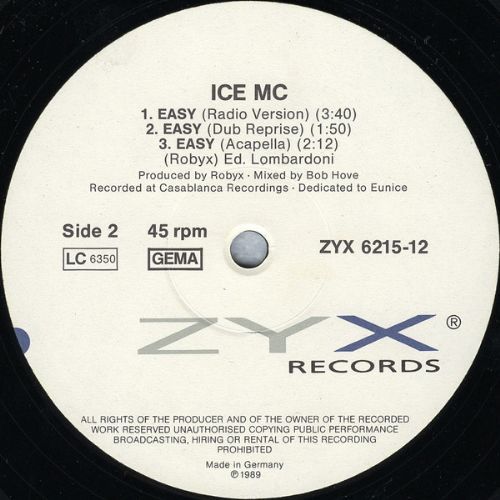 ICE MC
1. EASY (Radio Version) (3:40)
2. EASY (Dub Reprise) (1:50)
3. EASY (Acapella) (2:12)
(Robyx) Ed. Lombardoni
Produced by Robyx · Mixed by Bob Hove
Recorded at Casablanca Recordings · Dedicated to Eunice
Side 2 45 rpm ZYX 6215-12
LC 6350 GEMA
ZYX ®
RECORDS
ALL RIGHTS OF THE PRODUCER AND OF THE OWNER OF THE RECORDED
WORK RESERVED UNAUTHORISED COPYING PUBLIC PERFORMANCE
BROADCASTING, HIRING OR RENTAL OF THIS RECORDING
PROHIBITED
Made in Germany
℗ 1989